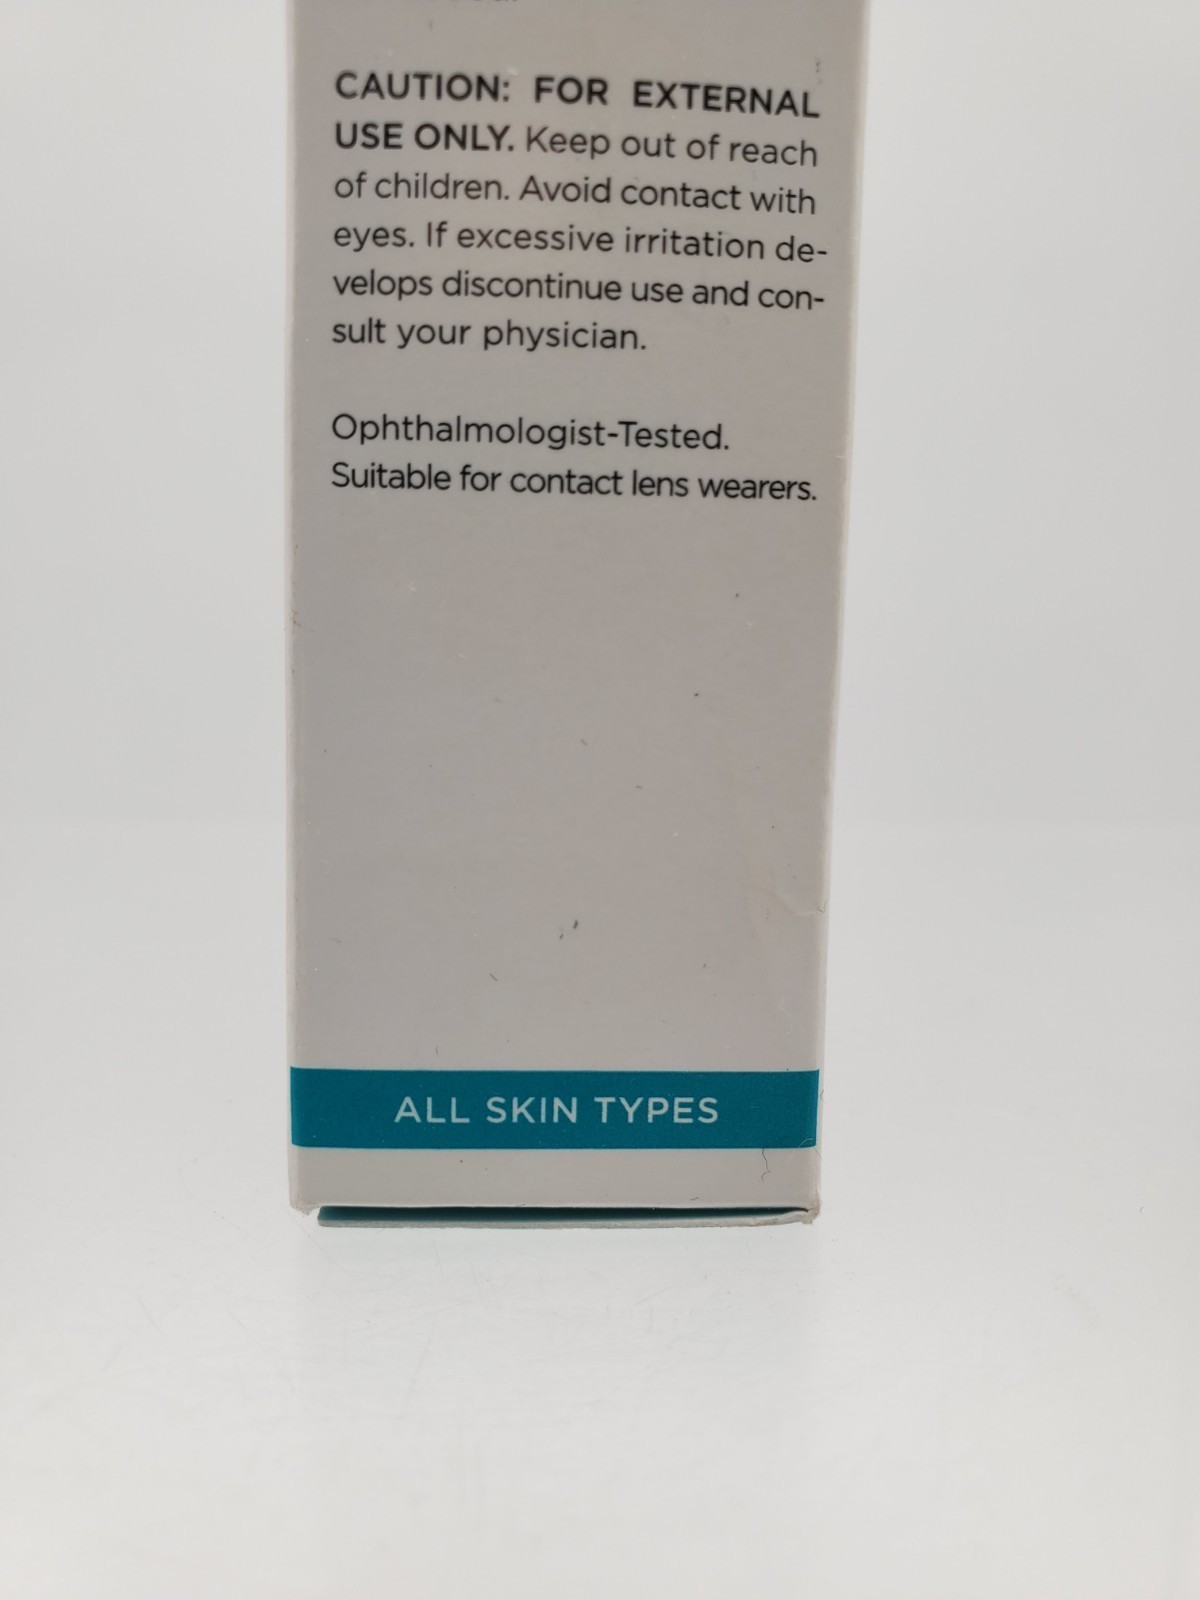 CAUTION: FOR EXTERNAL
USE ONLY. Keep out of reach
of children. Avoid contact with
eyes. If excessive irritation de-
velops discontinue use and con-
sult your physician.
Ophthalmologist-Tested.
Suitable for contact lens wearers.
ALL SKIN TYPES